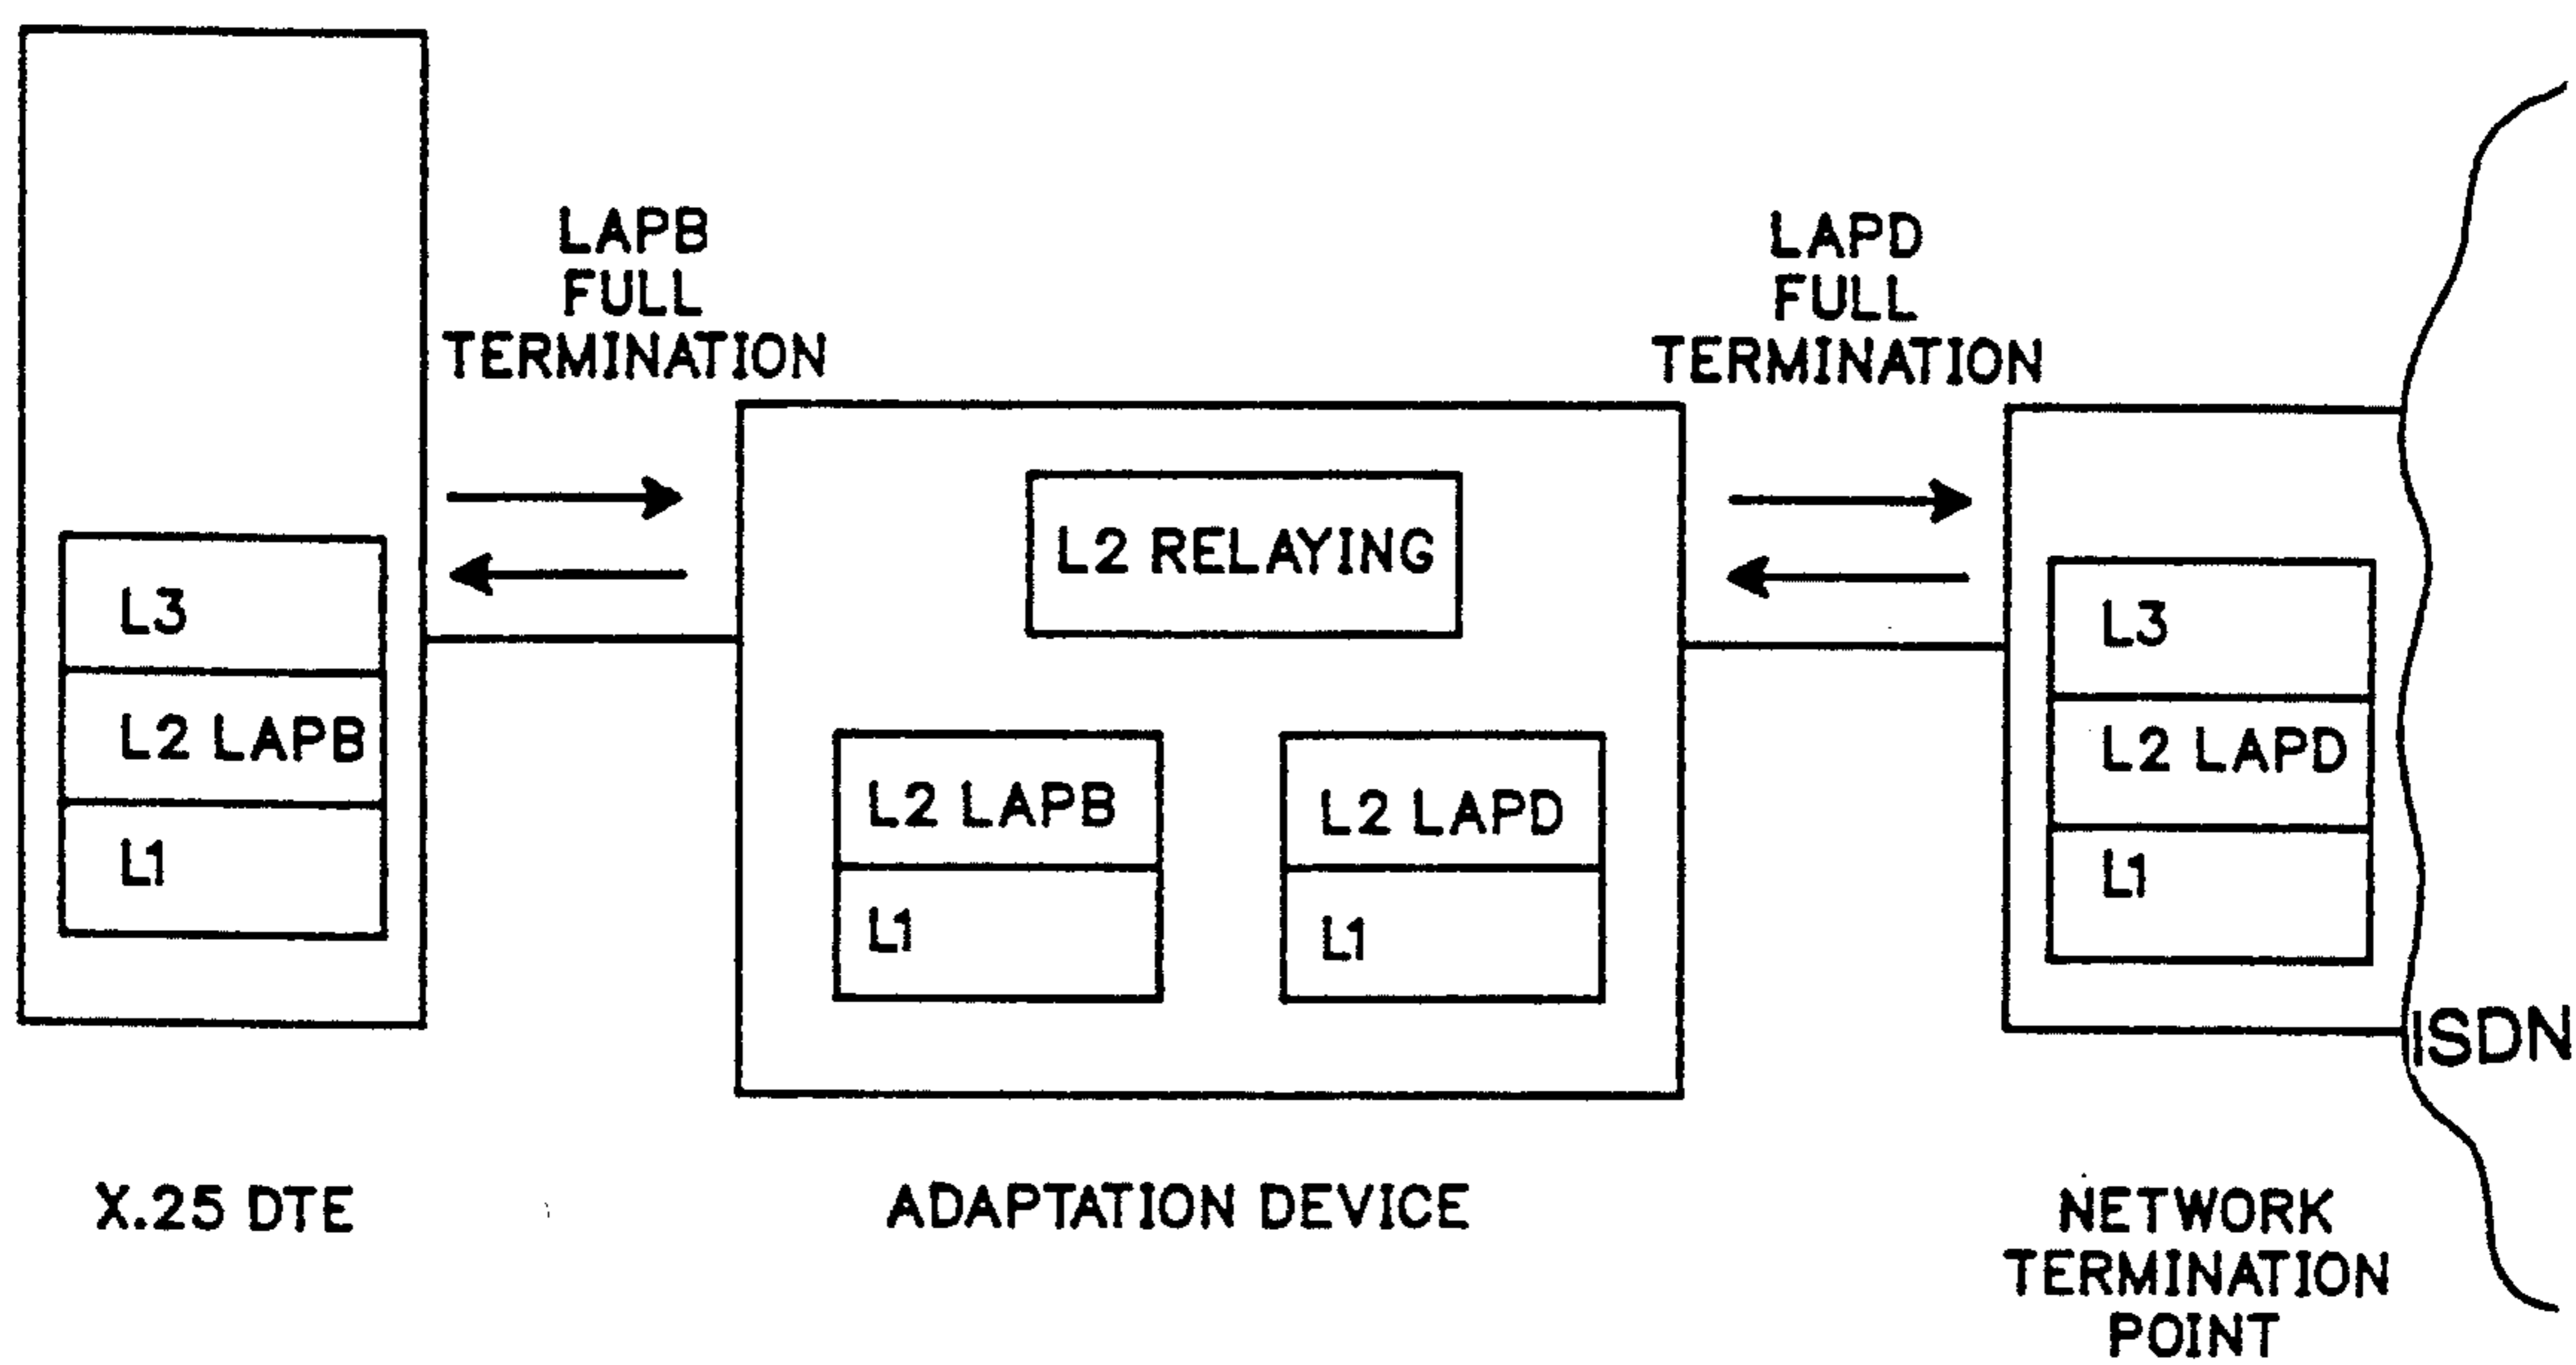 LAPB
FULL
TERMINATION
LAPD
FULL
TERMINATION
L2 RELAYING
L3
L2 LAPB
L1
L2 LAPB
L1
L2 LAPD
L1
L3
L2 LAPD
L1
ISDN
X.25 DTE
ADAPTATION DEVICE
NETWORK
TERMINATION
POINT